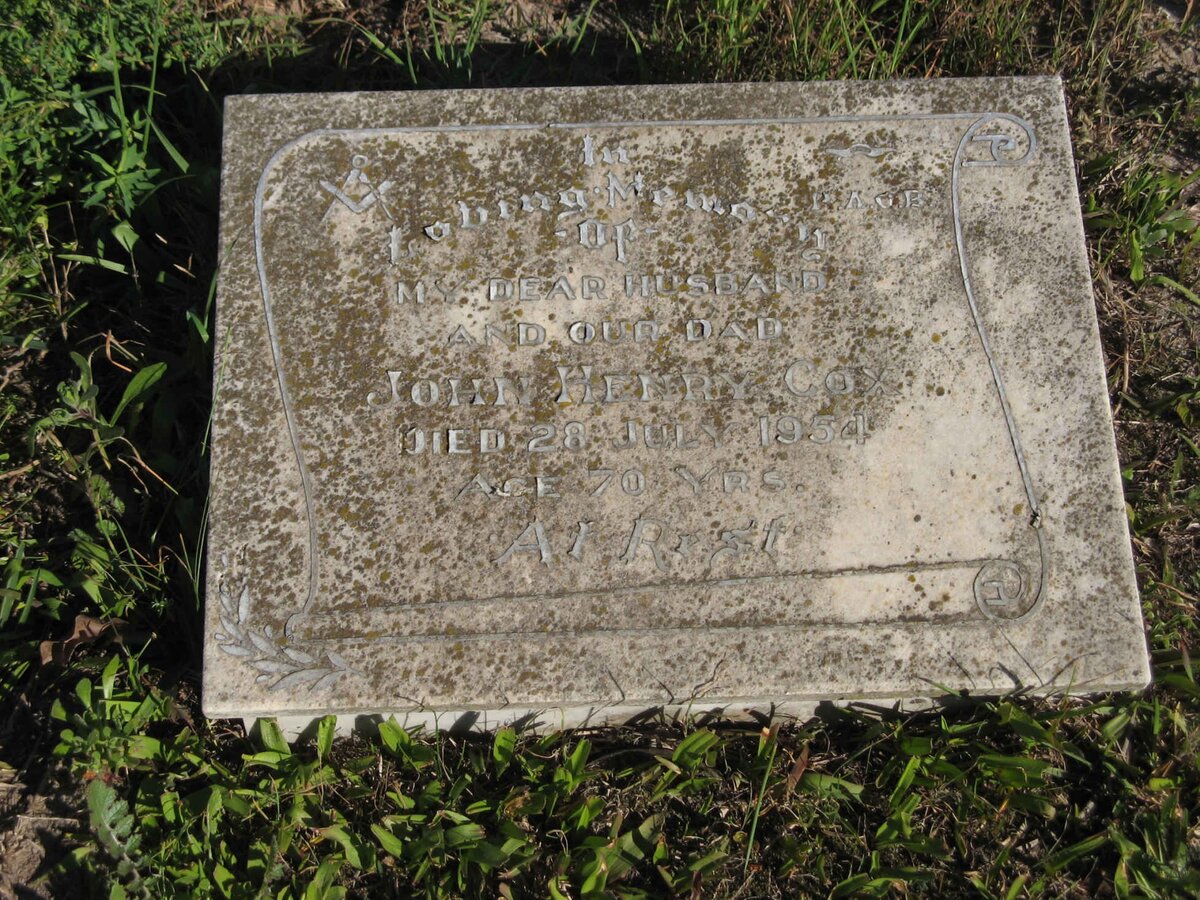 In
Loving Memory
R A O B
-Of-
MY DEAR HUSBAND
AND OUR DAD
JOHN HENRY COX
DIED 28 JULY 1954
AGE 70 YRS.
At Rest